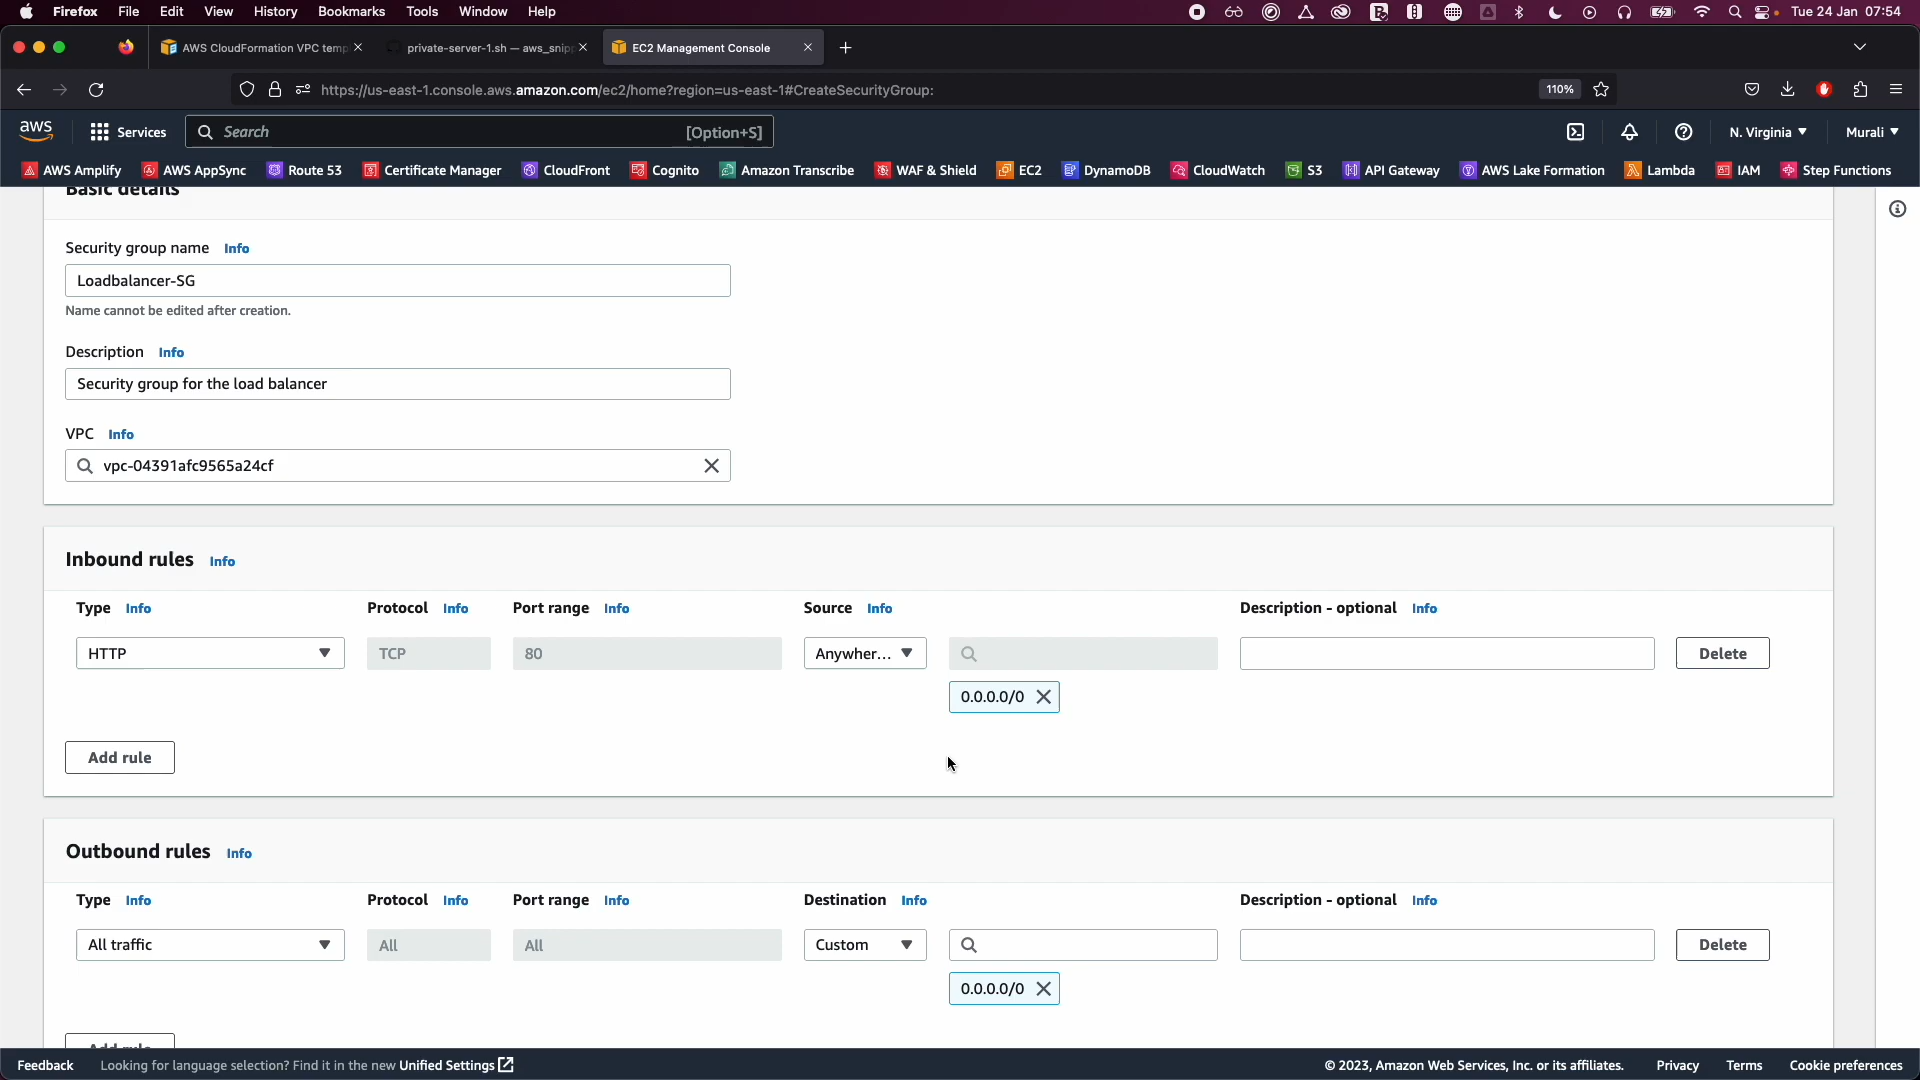 Firefox File Edit View History Bookmarks Tools Window Help Tue 24 Jan 07:54
AWS CloudFormation VPC temp private-server-1.sh — aws_snip EC2 Management Console
https://us-east-1.console.aws.amazon.com/ec2/home?region=us-east-1#CreateSecurityGroup: 110%
aws Services Search [Option+S] N. Virginia Murali
AWS Amplify AWS AppSync Route 53 Certificate Manager CloudFront Cognito Amazon Transcribe WAF & Shield EC2 DynamoDB CloudWatch S3 API Gateway AWS Lake Formation Lambda IAM Step Functions
Basic details
Security group name Info
Loadbalancer-SG
Name cannot be edited after creation.
Description Info
Security group for the load balancer
VPC Info
vpc-04391afc9565a24cf
Inbound rules Info
Type Info Protocol Info Port range Info Source Info Description - optional Info
HTTP TCP 80 Anywher... Delete
0.0.0.0/0
Add rule
Outbound rules Info
Type Info Protocol Info Port range Info Destination Info Description - optional Info
All traffic All All Custom Delete
0.0.0.0/0
Add rule
Feedback Looking for language selection? Find it in the new Unified Settings © 2023, Amazon Web Services, Inc. or its affiliates. Privacy Terms Cookie preferences